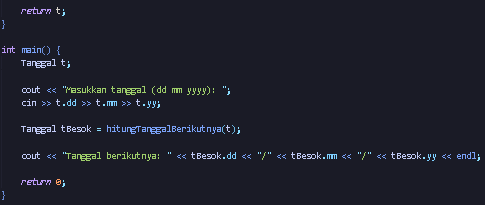 return t;
}
int main() {
Tanggal t;
cout << "Masukkan tanggal (dd mm yyyy): ";
cin >> t.dd >> t.mm >> t.yy;
Tanggal tBesok = hitungTanggalBerikutnya(t);
cout << "Tanggal berikutnya: " << tBesok.dd << "/" << tBesok.mm << "/" << tBesok.yy << endl;
return 0;
}